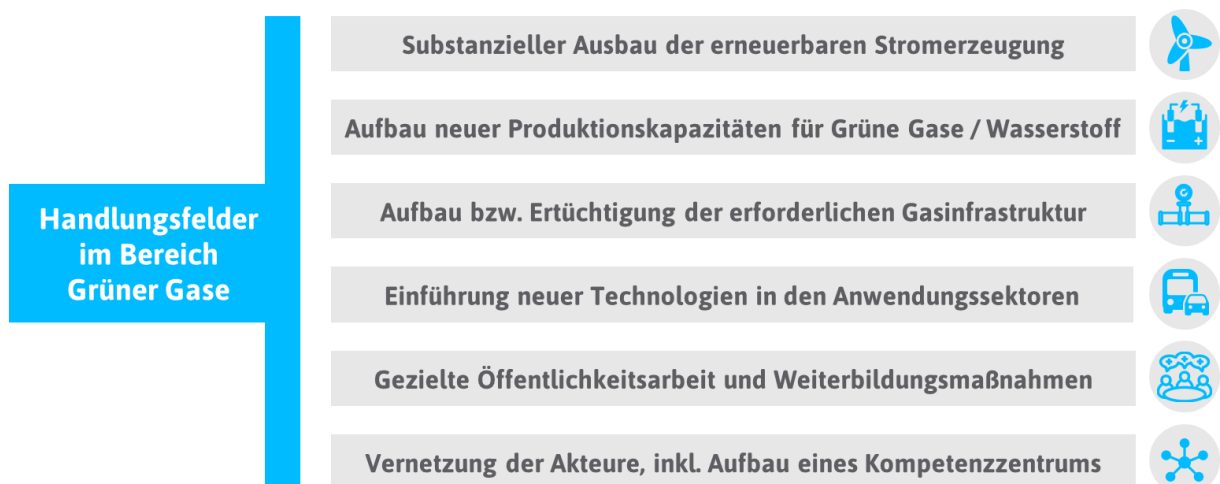 Handlungsfelder
im Bereich
Grüner Gase
Substanzieller Ausbau der erneuerbaren Stromerzeugung
Aufbau neuer Produktionskapazitäten für Grüne Gase / Wasserstoff
Aufbau bzw. Ertüchtigung der erforderlichen Gasinfrastruktur
Einführung neuer Technologien in den Anwendungssektoren
Gezielte Öffentlichkeitsarbeit und Weiterbildungsmaßnahmen
Vernetzung der Akteure, inkl. Aufbau eines Kompetenzzentrums